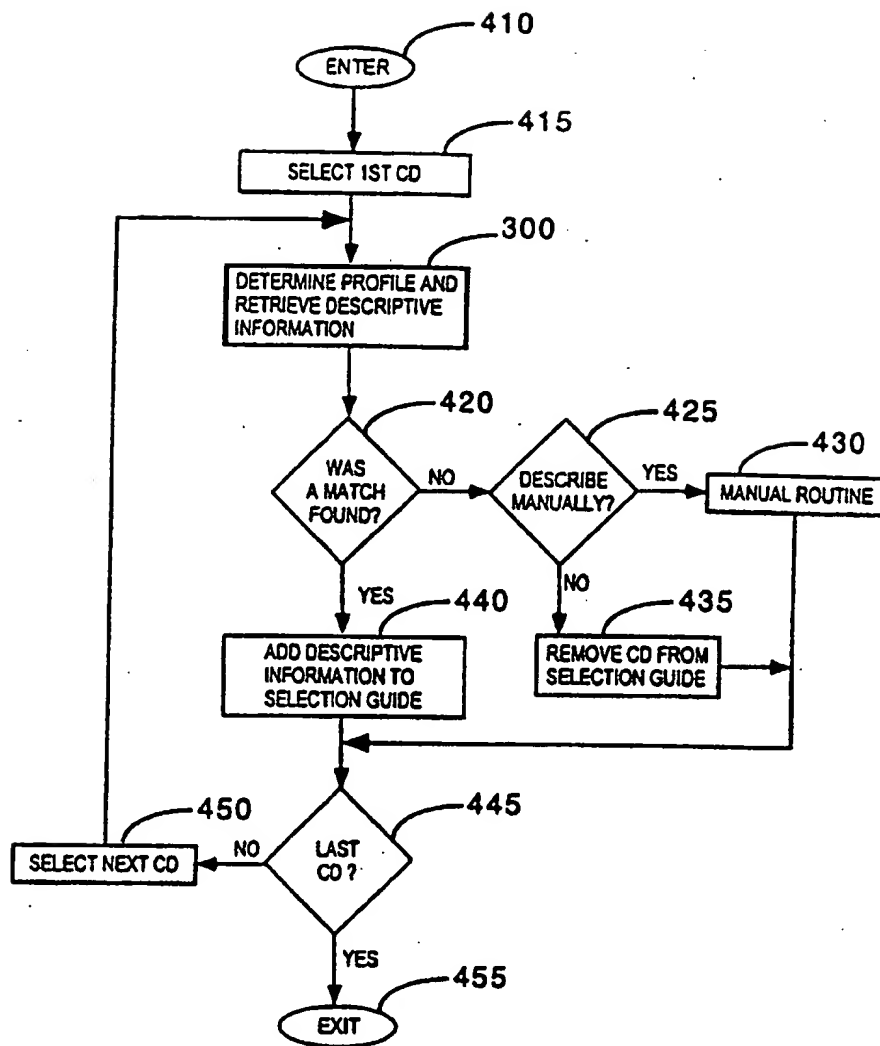 410
ENTER
415
SELECT 1ST CD
300
DETERMINE PROFILE AND
RETRIEVE DESCRIPTIVE
INFORMATION
420
WAS
A MATCH
FOUND?
NO
425
DESCRIBE
MANUALLY?
YES
430
MANUAL ROUTINE
YES
NO
440
ADD DESCRIPTIVE
INFORMATION TO
SELECTION GUIDE
435
REMOVE CD FROM
SELECTION GUIDE
445
LAST
CD ?
NO
450
SELECT NEXT CD
YES
455
EXIT